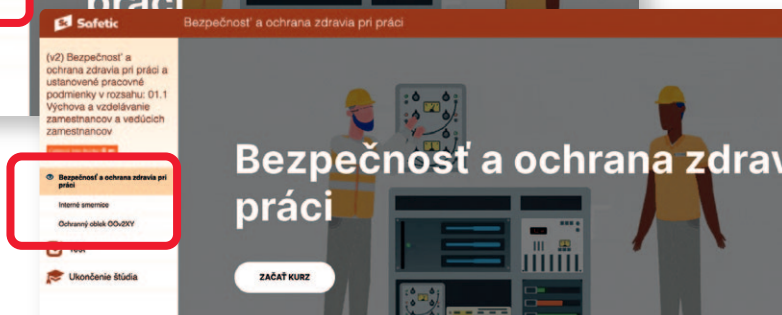 práci
Safetic
Bezpečnosť a ochrana zdravia pri práci
(v2) Bezpečnosť a
ochrana zdravia pri práci a
ustanovené pracovné
podmienky v rozsahu: 01.1
Výchova a vzdelávanie
zamestnancov a vedúcich
zamestnancov
Bezpečnosť a ochrana zdravia pri
práci
Interné smernice
Ochranný oblek OOv2XY
Test
Ukončenie štúdia
Bezpečnosť a ochrana zdrav
práci
ZAČAŤ KURZ